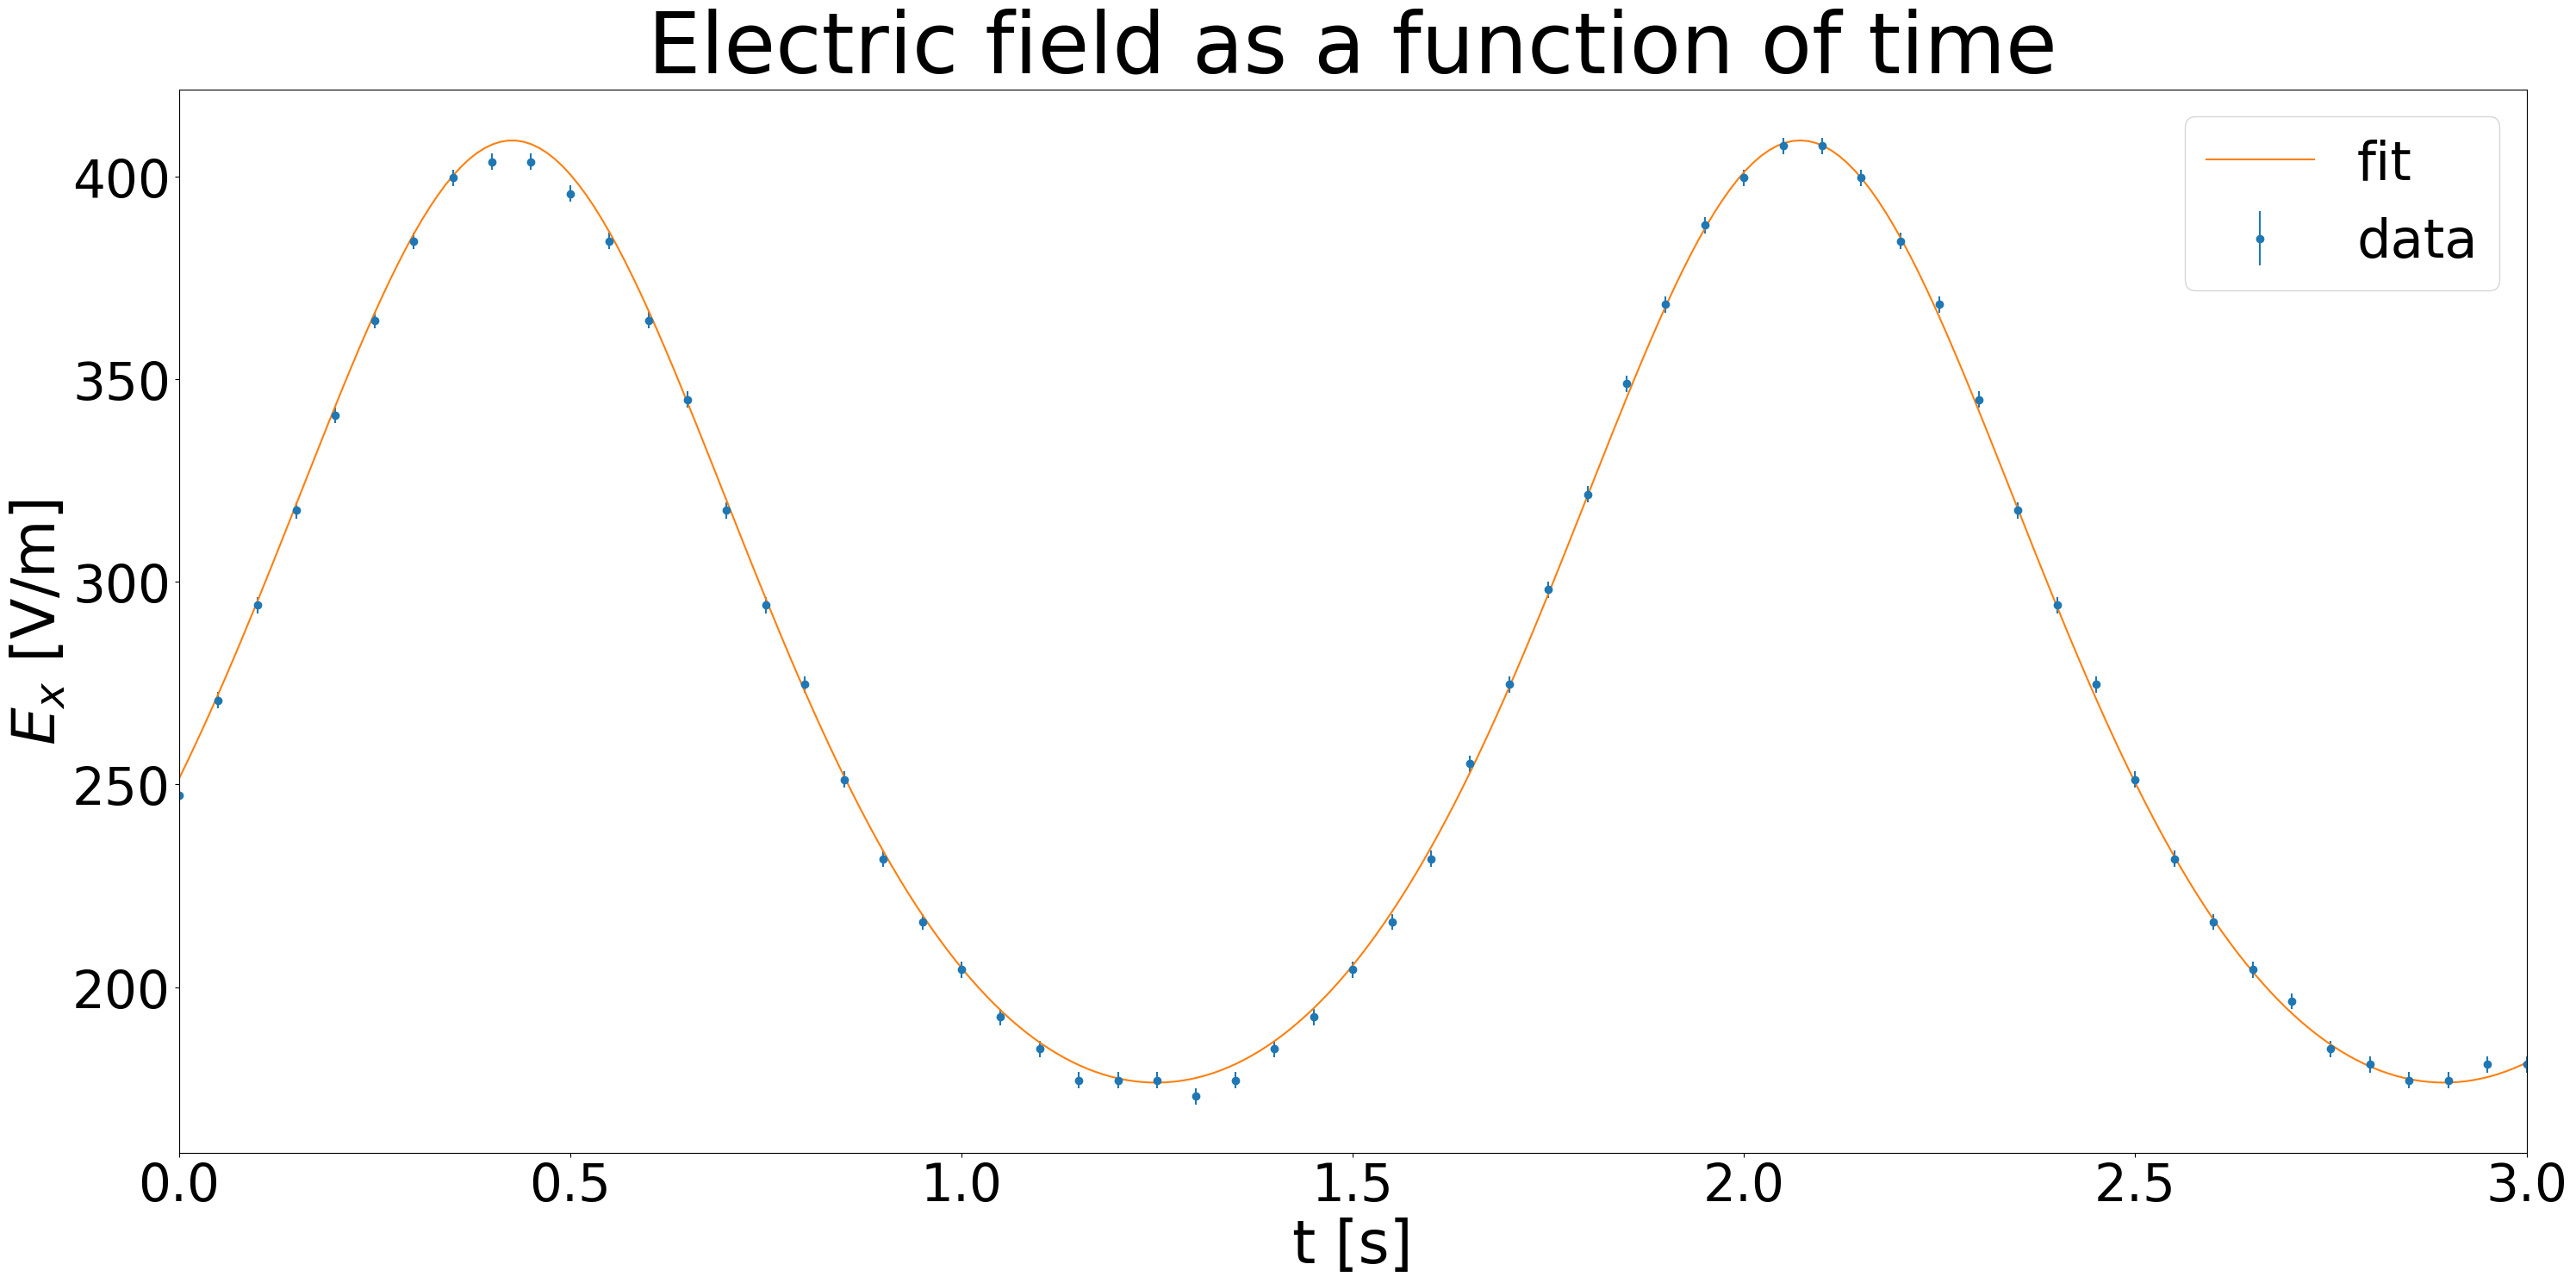 Electric field as a function of time
fit
data
400
350
300
250
200
E_x [V/m]
0.0 0.5 1.0 1.5 2.0 2.5 3.0
t [s]